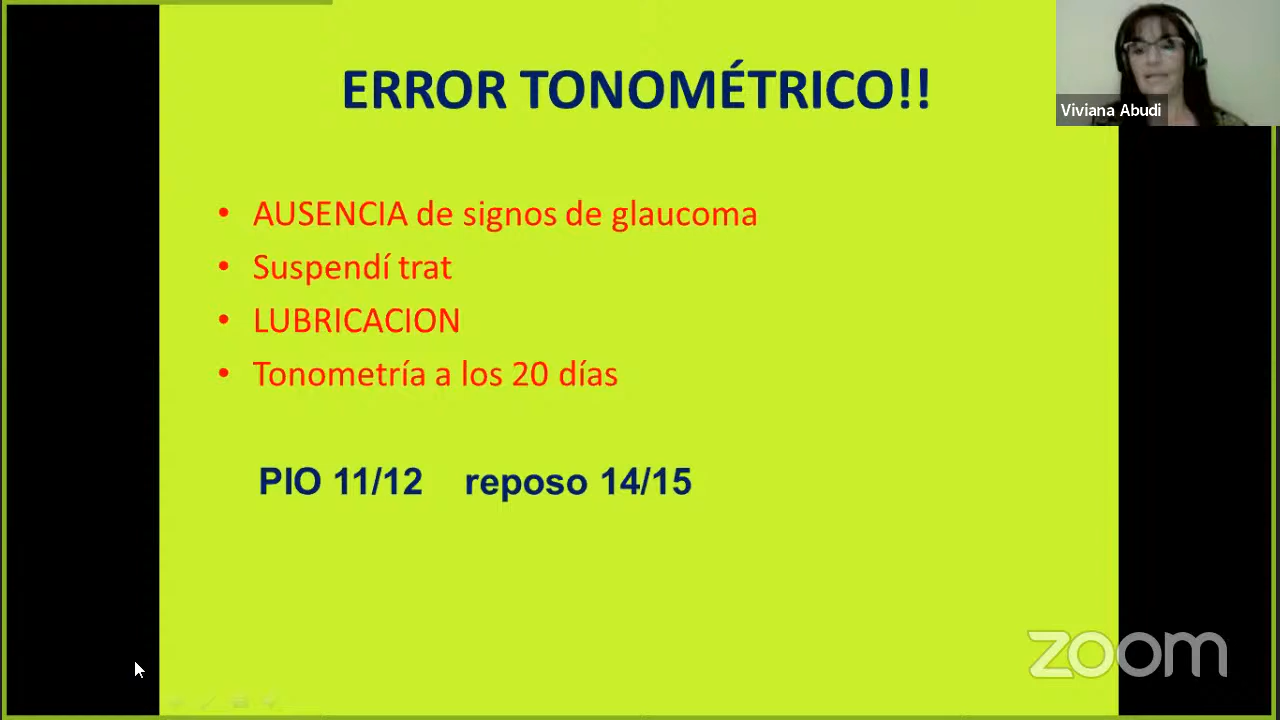 ERROR TONOMÉTRICO!!
Viviana Abudi
• AUSENCIA de signos de glaucoma
• Suspendí trat
• LUBRICACION
• Tonometría a los 20 días
PIO 11/12 reposo 14/15
zoom